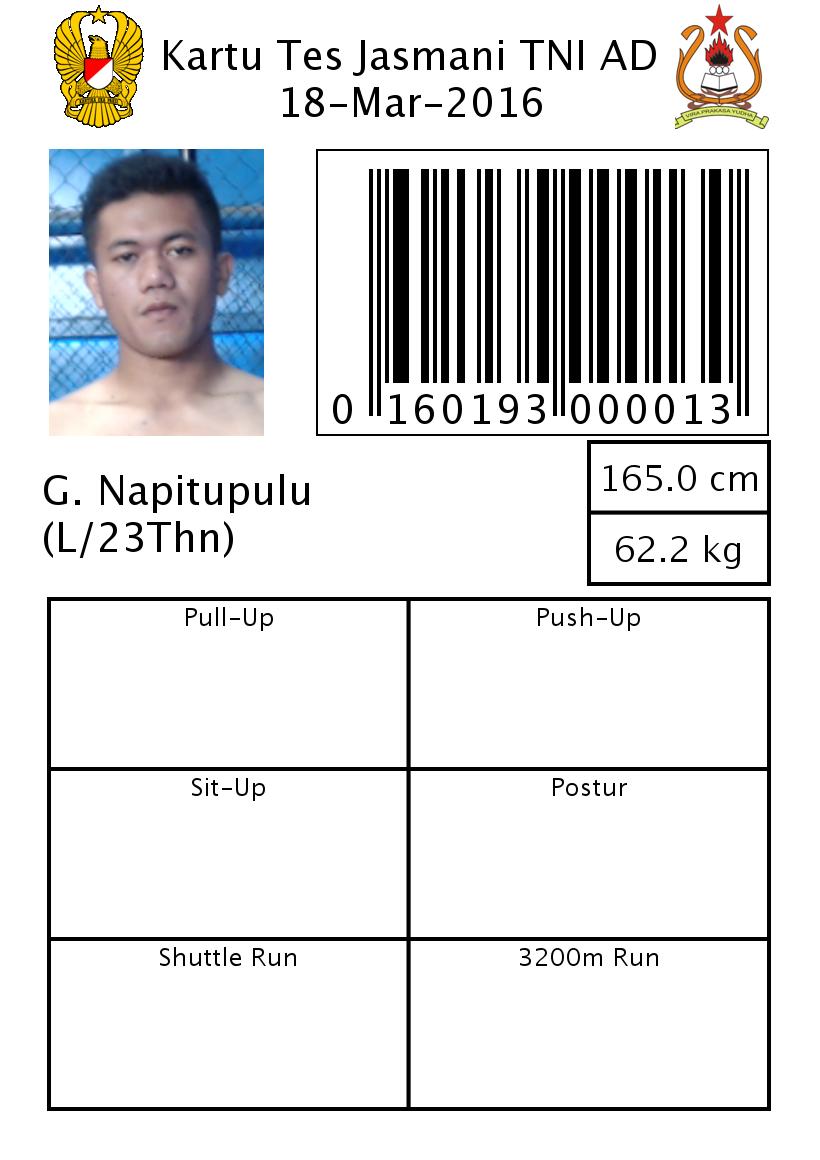 Kartu Tes Jasmani TNI AD
18-Mar-2016
VIRA PRAKASA YUDHA
0 160193 000013
G. Napitupulu
(L/23Thn)
165.0 cm
62.2 kg
Pull-Up
Push-Up
Sit-Up
Postur
Shuttle Run
3200m Run